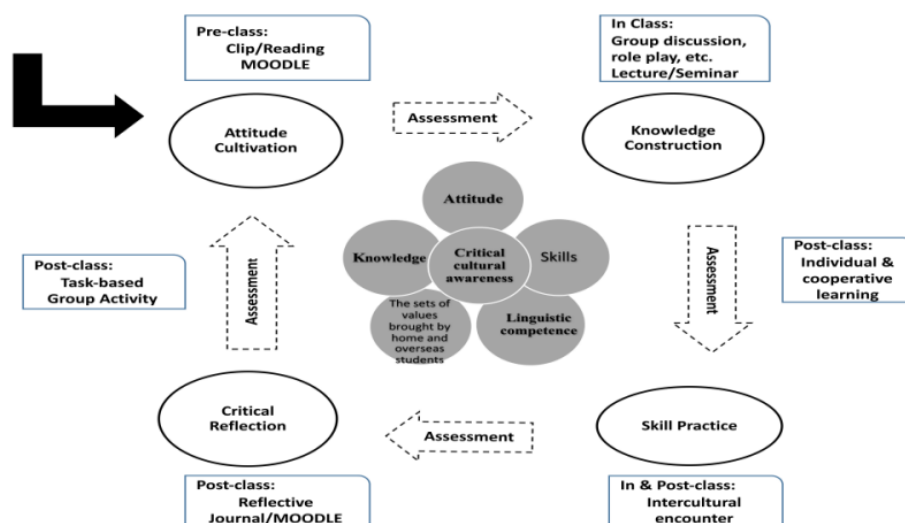 Pre-class:
Clip/Reading
MOODLE
In Class:
Group discussion,
role play, etc.
Lecture/Seminar
Attitude
Cultivation
Assessment
Knowledge
Construction
Attitude
Knowledge
Critical
cultural
awareness
Skills
The sets of
values
brought by
home and
overseas
students
Linguistic
competence
Assessment
Post-class:
Individual &
cooperative
learning
Post-class:
Task-based
Group Activity
Assessment
Critical
Reflection
Assessment
Skill Practice
Post-class:
Reflective
Journal/MOODLE
In & Post-class:
Intercultural
encounter